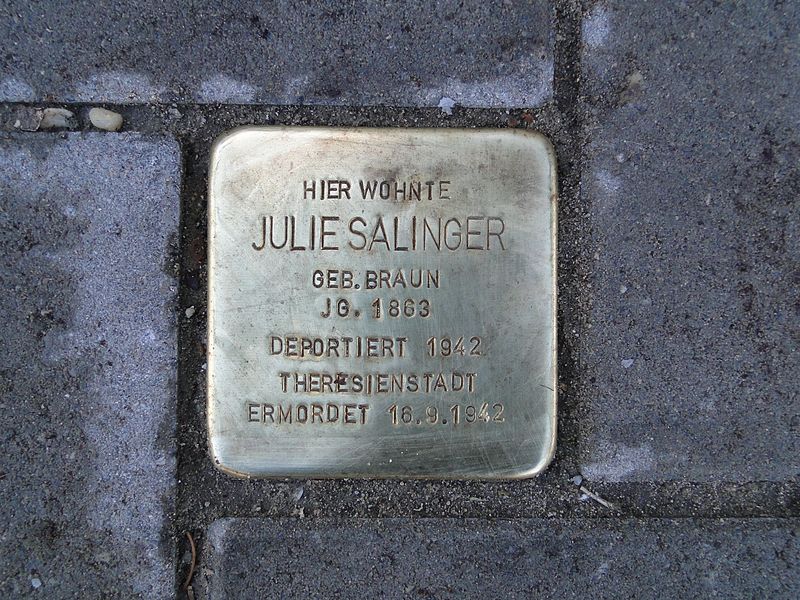 HIER WOHNTE
JULIE SALINGER
GEB. BRAUN
JG. 1863
DEPORTIERT 1942
THERESIENSTADT
ERMORDET 16.9.1942